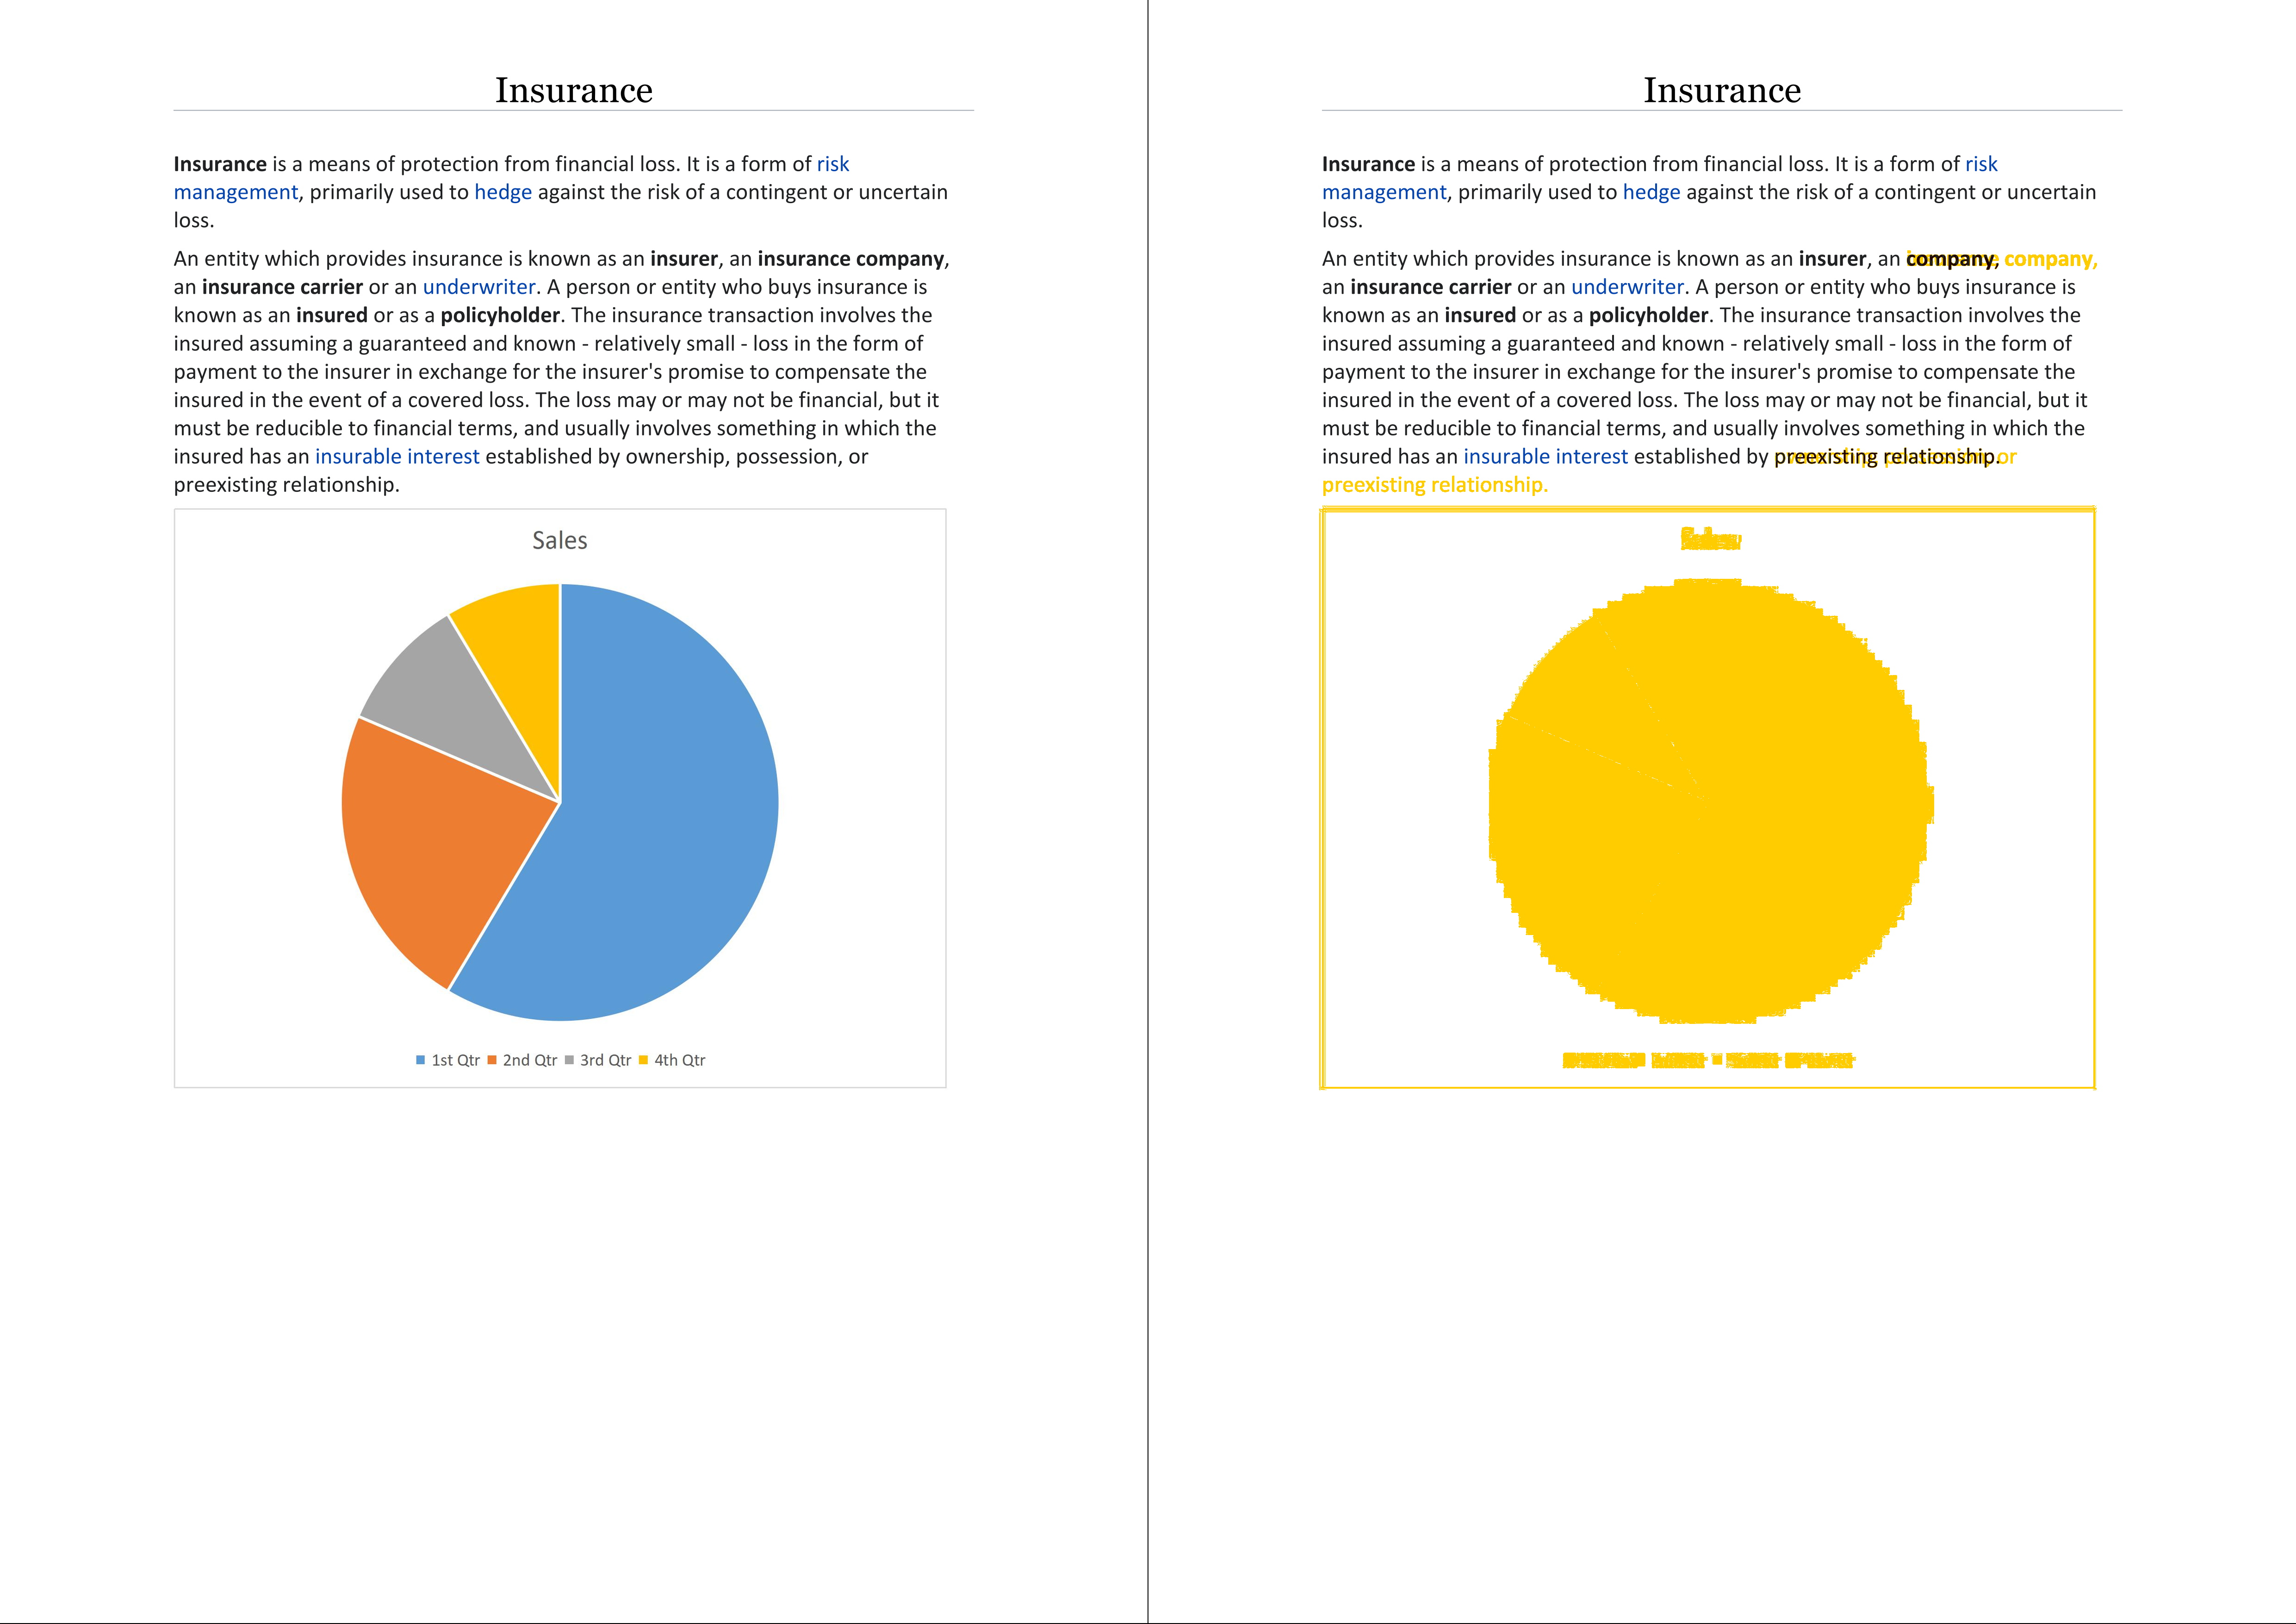 Insurance
Insurance is a means of protection from financial loss. It is a form of risk
management, primarily used to hedge against the risk of a contingent or uncertain
loss.
An entity which provides insurance is known as an insurer, an insurance company,
an insurance carrier or an underwriter. A person or entity who buys insurance is
known as an insured or as a policyholder. The insurance transaction involves the
insured assuming a guaranteed and known - relatively small - loss in the form of
payment to the insurer in exchange for the insurer's promise to compensate the
insured in the event of a covered loss. The loss may or may not be financial, but it
must be reducible to financial terms, and usually involves something in which the
insured has an insurable interest established by ownership, possession, or
preexisting relationship.
Sales
1st Qtr 2nd Qtr 3rd Qtr 4th Qtr
Insurance
Insurance is a means of protection from financial loss. It is a form of risk
management, primarily used to hedge against the risk of a contingent or uncertain
loss.
An entity which provides insurance is known as an insurer, an company, company,
an insurance carrier or an underwriter. A person or entity who buys insurance is
known as an insured or as a policyholder. The insurance transaction involves the
insured assuming a guaranteed and known - relatively small - loss in the form of
payment to the insurer in exchange for the insurer's promise to compensate the
insured in the event of a covered loss. The loss may or may not be financial, but it
must be reducible to financial terms, and usually involves something in which the
insured has an insurable interest established by preexisting relationship. or
preexisting relationship.